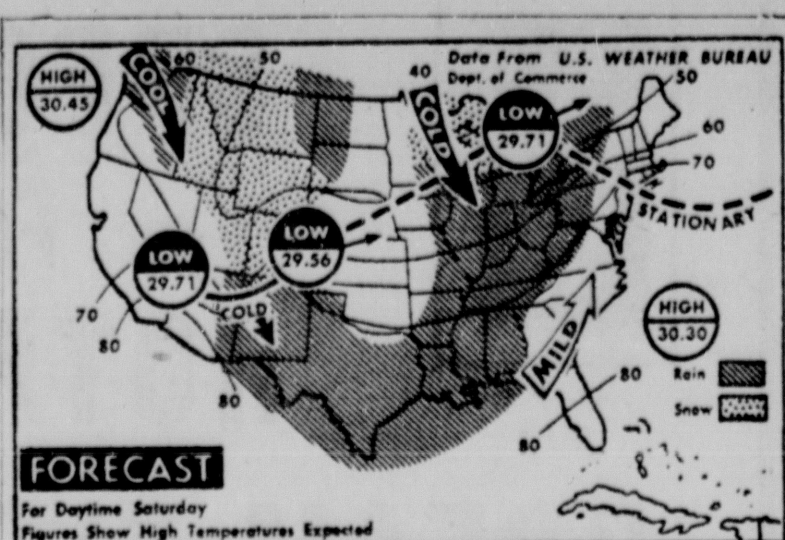 Data From U.S. WEATHER BUREAU
Dept. of Commerce
HIGH
30.45
COOL
60
50
40
COLD
LOW
29.71
50
60
70
STATIONARY
LOW
29.56
LOW
29.71
COLD
70
80
80
MILD
HIGH
30.30
80
80
Rain
Snow
FORECAST
For Daytime Saturday
Figures Show High Temperatures Expected